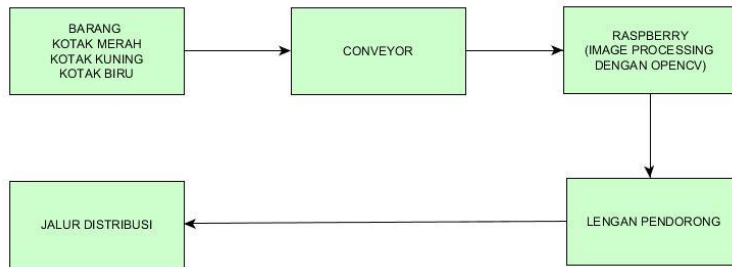 BARANG
KOTAK MERAH
KOTAK KUNING
KOTAK BIRU
CONVEYOR
RASPBERRY
(IMAGE PROCESSING
DENGAN OPENCV)
LENGAN PENDORONG
JALUR DISTRIBUSI